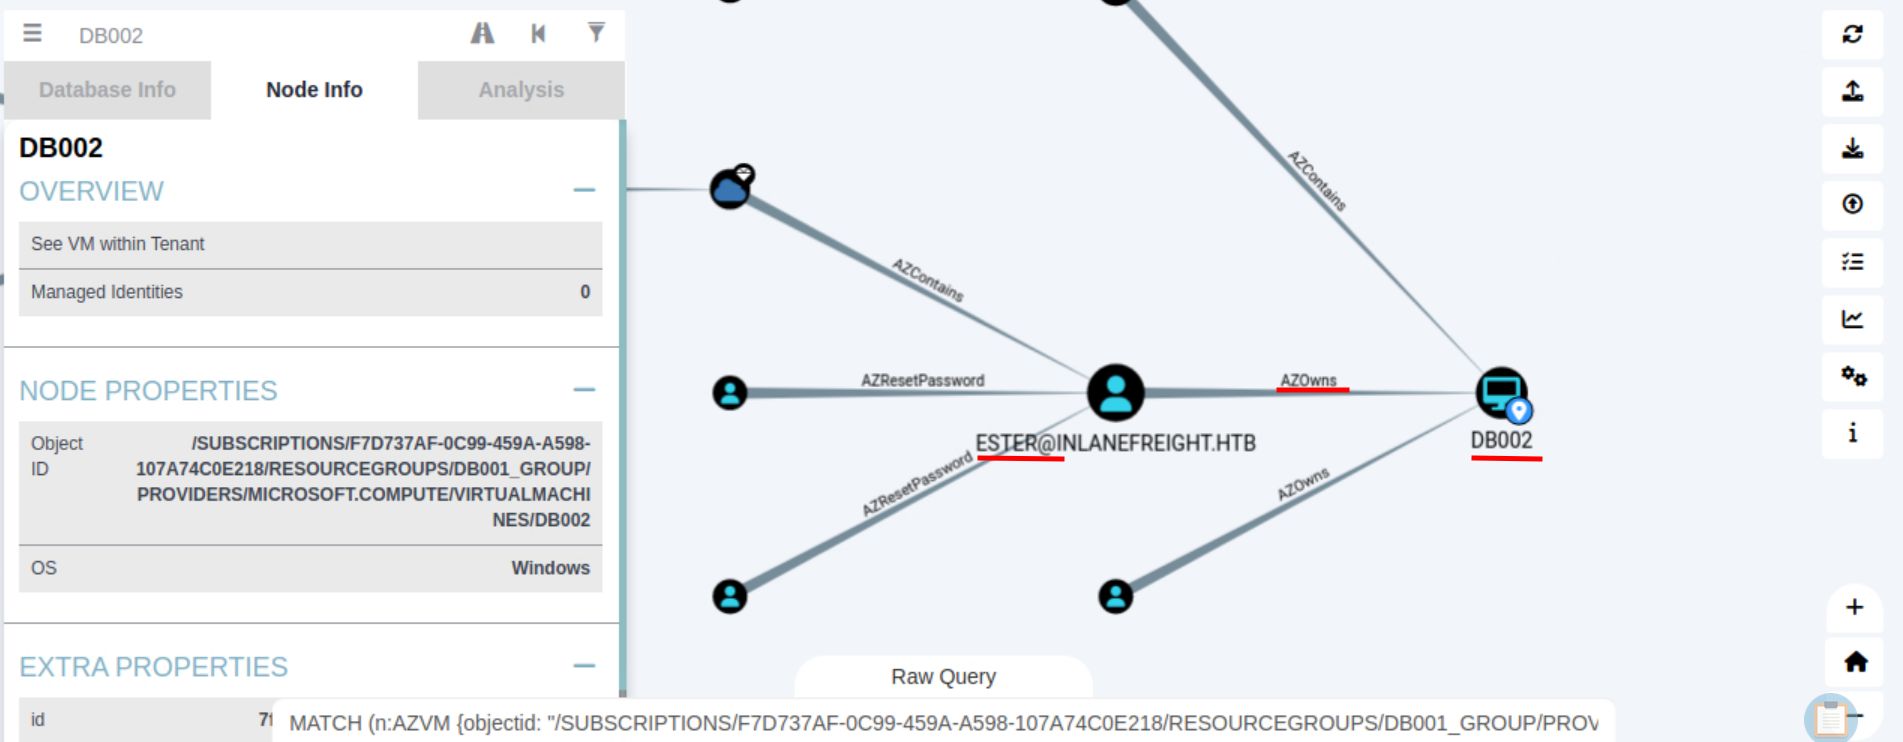 DB002
Database Info
Node Info
Analysis
DB002
OVERVIEW
See VM within Tenant
Managed Identities 0
NODE PROPERTIES
Object ID
/SUBSCRIPTIONS/F7D737AF-0C99-459A-A598-
107A74C0E218/RESOURCEGROUPS/DB001_GROUP/
PROVIDERS/MICROSOFT.COMPUTE/VIRTUALMACHI
NES/DB002
OS Windows
EXTRA PROPERTIES
id
AZContains
AZContains
AZResetPassword
AZOwns
ESTER@INLANEFREIGHT.HTB
DB002
AZResetPassword
AZOwns
Raw Query
MATCH (n:AZVM {objectid: "/SUBSCRIPTIONS/F7D737AF-0C99-459A-A598-107A74C0E218/RESOURCEGROUPS/DB001_GROUP/PROV